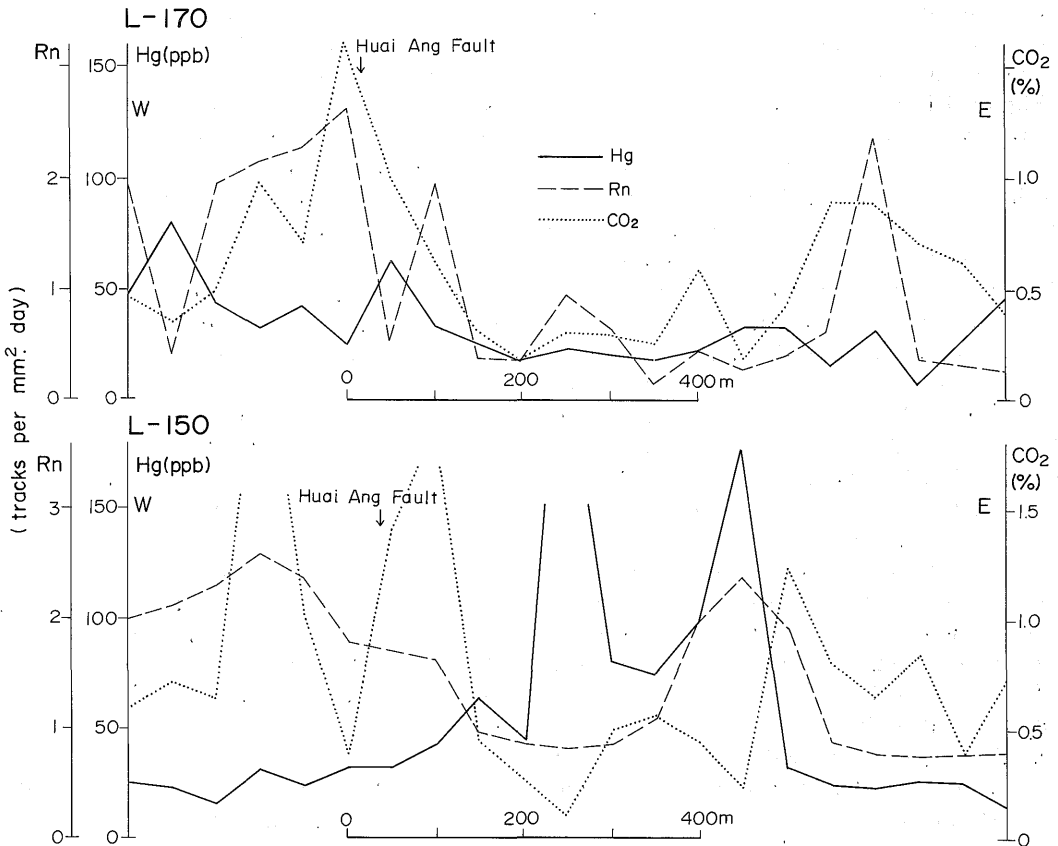 L-170
Rn
Hg(ppb)
CO₂
(%)
Huai Ang Fault
↓
W
E
150
100
50
0
2
1
0
1.0
0.5
0
Hg
Rn
CO₂
0
200
400m
(tracks per mm² day)
L-150
Rn
Hg(ppb)
CO₂
(%)
Huai Ang Fault
↓
W
E
3
2
1
0
150
100
50
0
1.5
1.0
0.5
0
0
200
400m